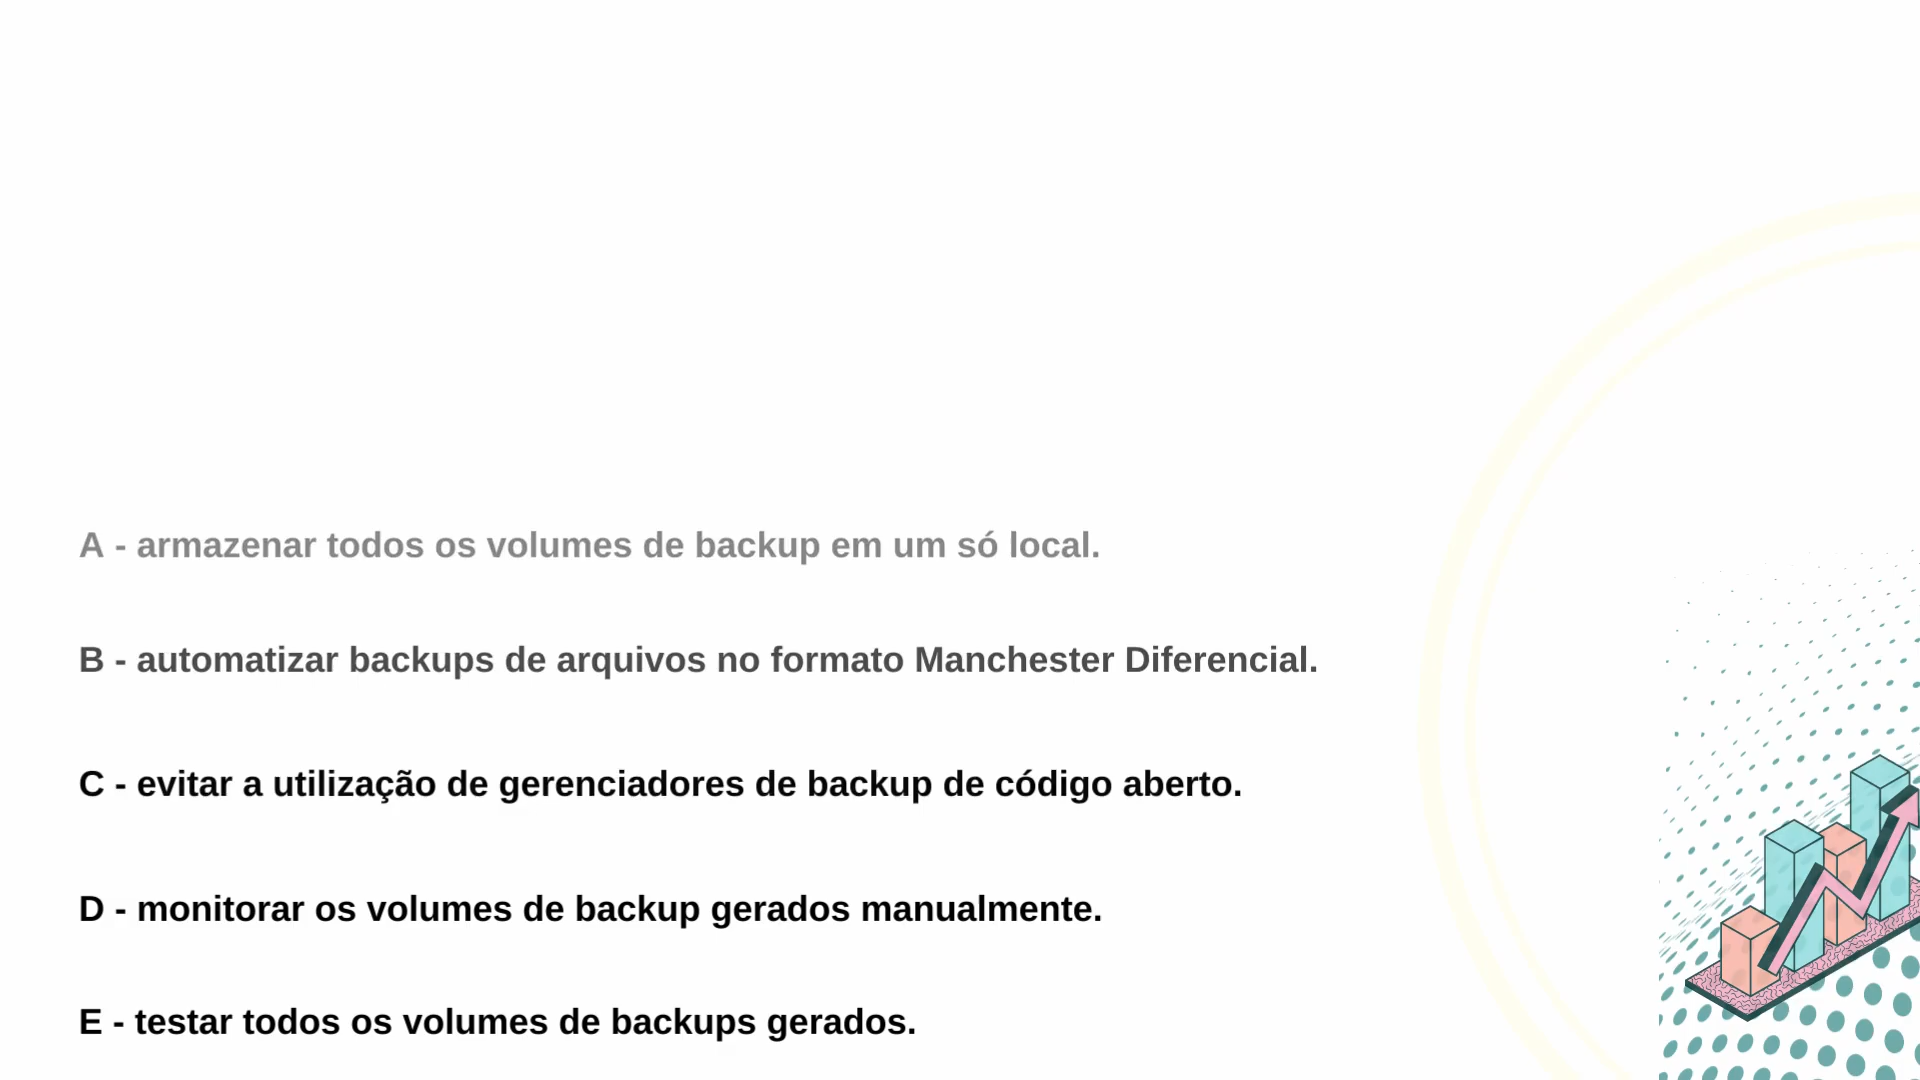 A - armazenar todos os volumes de backup em um só local.
B - automatizar backups de arquivos no formato Manchester Diferencial.
C - evitar a utilização de gerenciadores de backup de código aberto.
D - monitorar os volumes de backup gerados manualmente.
E - testar todos os volumes de backups gerados.